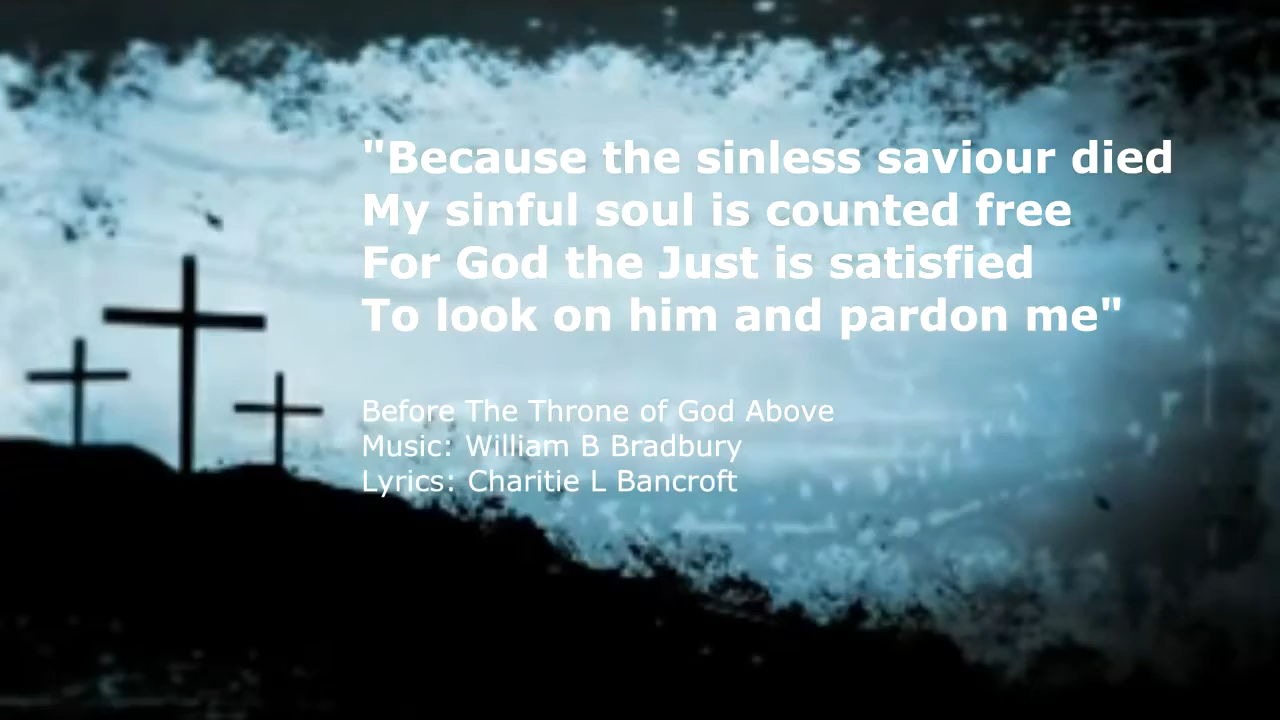 "Because the sinless saviour died
My sinful soul is counted free
For God the Just is satisfied
To look on him and pardon me"
Before The Throne of God Above
Music: William B Bradbury
Lyrics: Charitie L Bancroft